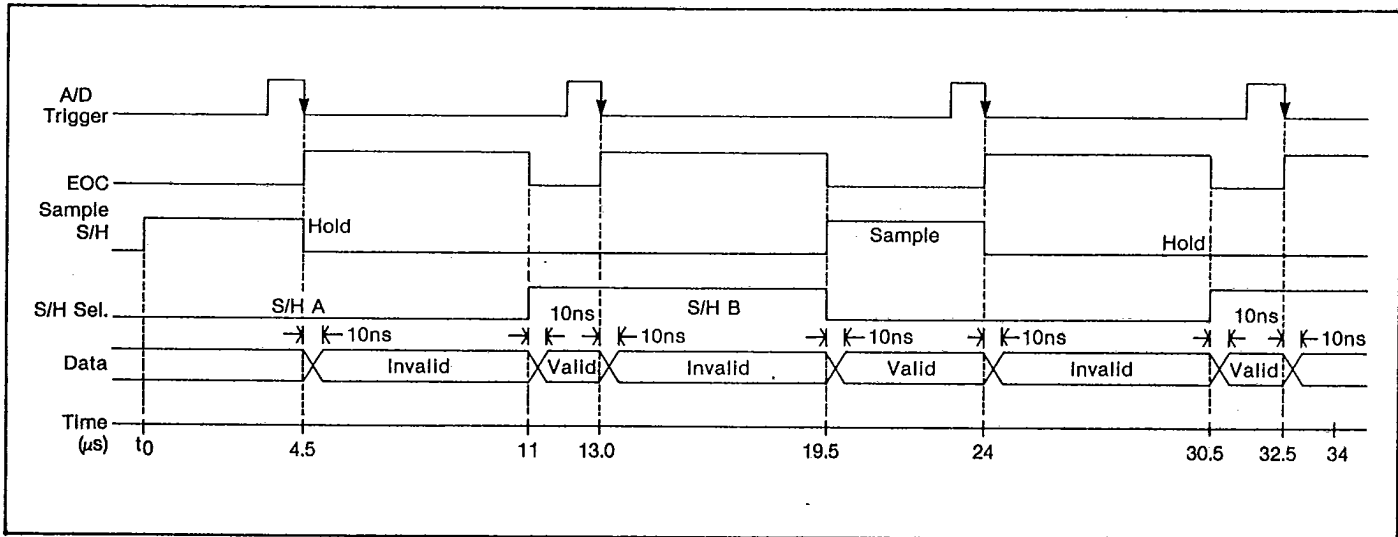 A/D
Trigger
EOC
Sample
S/H
Hold
Sample
Hold
S/H Sel.
S/H A
S/H B
10ns
10ns
10ns
10ns
10ns
10ns
10ns
10ns
Data
Invalid
Valid
Invalid
Valid
Invalid
Valid
Time
(μs)
t0
4.5
11
13.0
19.5
24
30.5
32.5
34